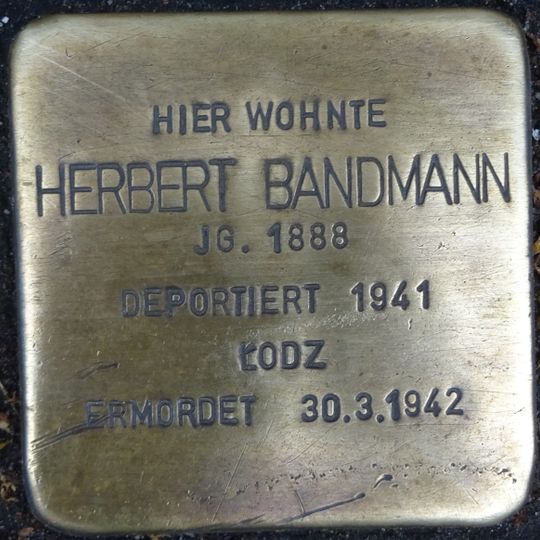 HIER WOHNTE
HERBERT BANDMANN
JG. 1888
DEPORTIERT 1941
ŁODZ
ERMORDET 30.3.1942